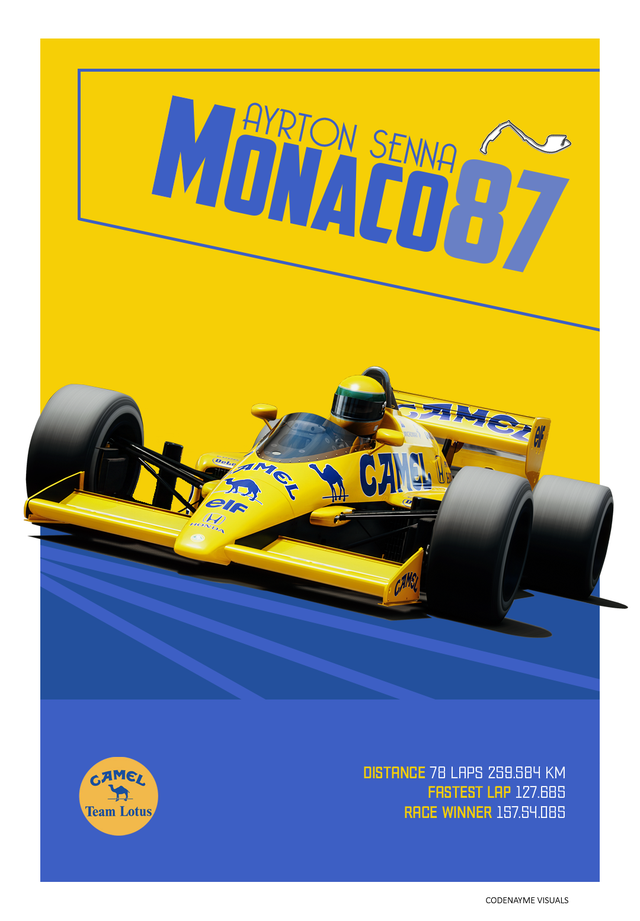 AYRTON SENNA
MONACO87
CAMEL
elf
CAMEL
CAMEL
elf
HONDA
CAMEL
CAMEL
Team Lotus
DISTANCE 78 LAPS 259.584 KM
FASTEST LAP 127.685
RACE WINNER 157.54.085
CODENAYME VISUALS